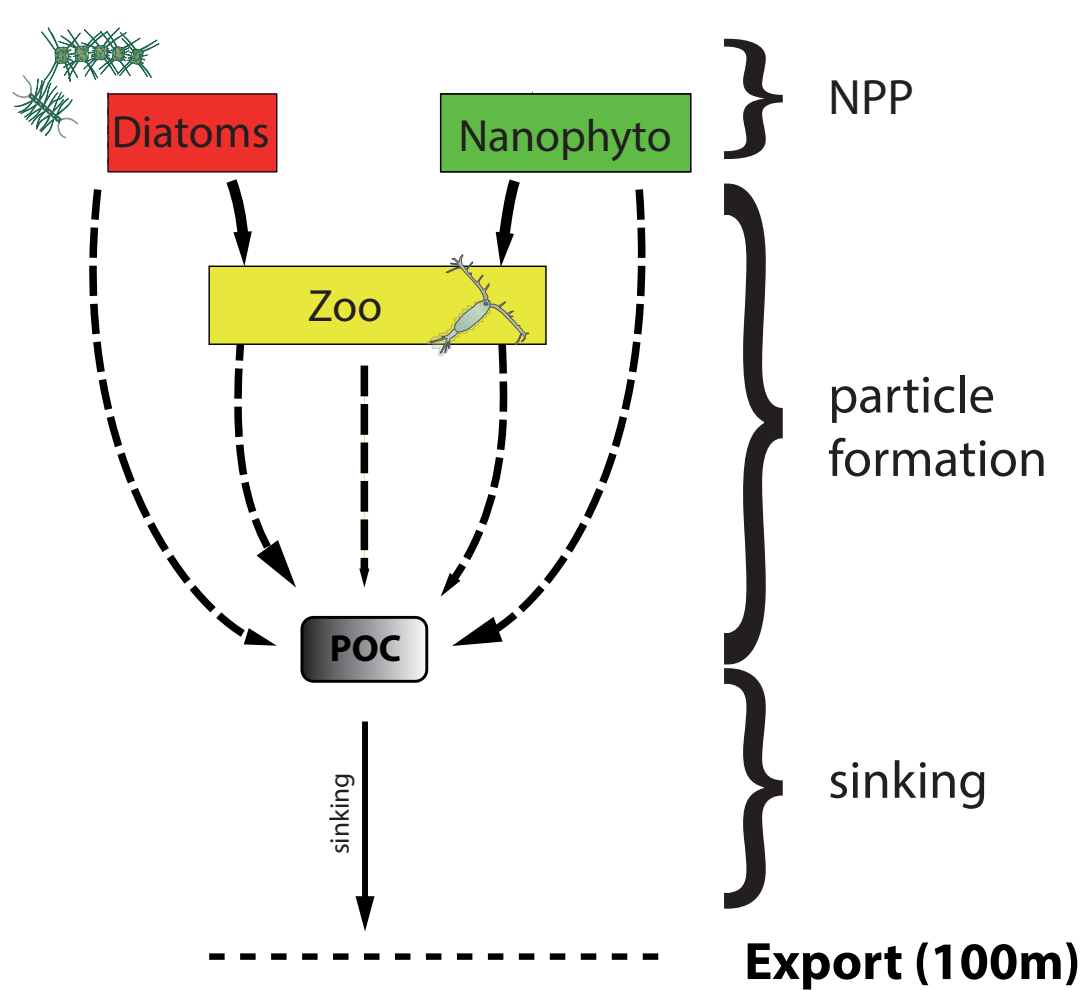 Diatoms
Nanophyto
NPP
Zoo
particle
formation
POC
sinking
sinking
Export (100m)